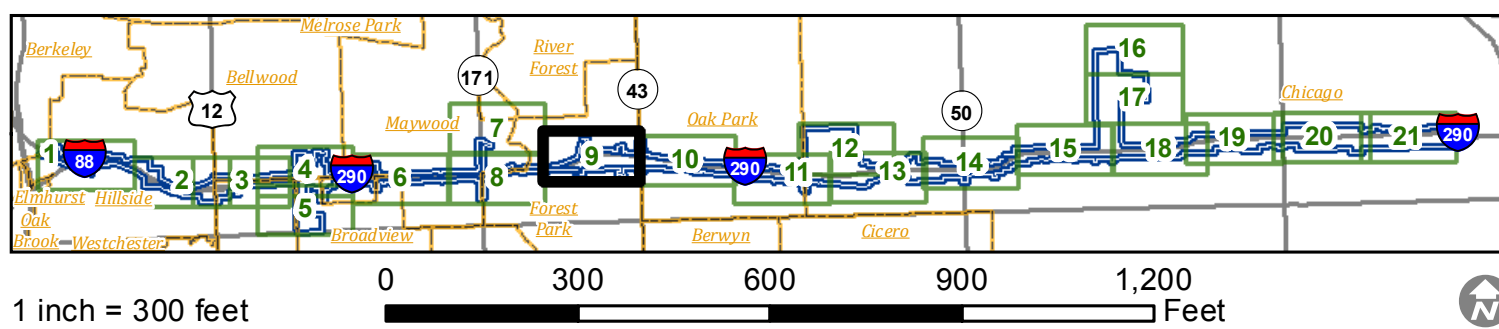 Melrose Park
Berkeley
River
Forest
Bellwood
171
43
12
50
16
17
Chicago
Maywood
7
Oak Park
1
88
2
3
4
290
6
8
9
10
290
11
12
13
14
15
18
19
20
21
290
5
Elmhurst
Hillside
Oak
Brook
Westchester
Broadview
Forest
Park
Berwyn
Cicero
0
300
600
900
1,200
Feet
1 inch = 300 feet
N